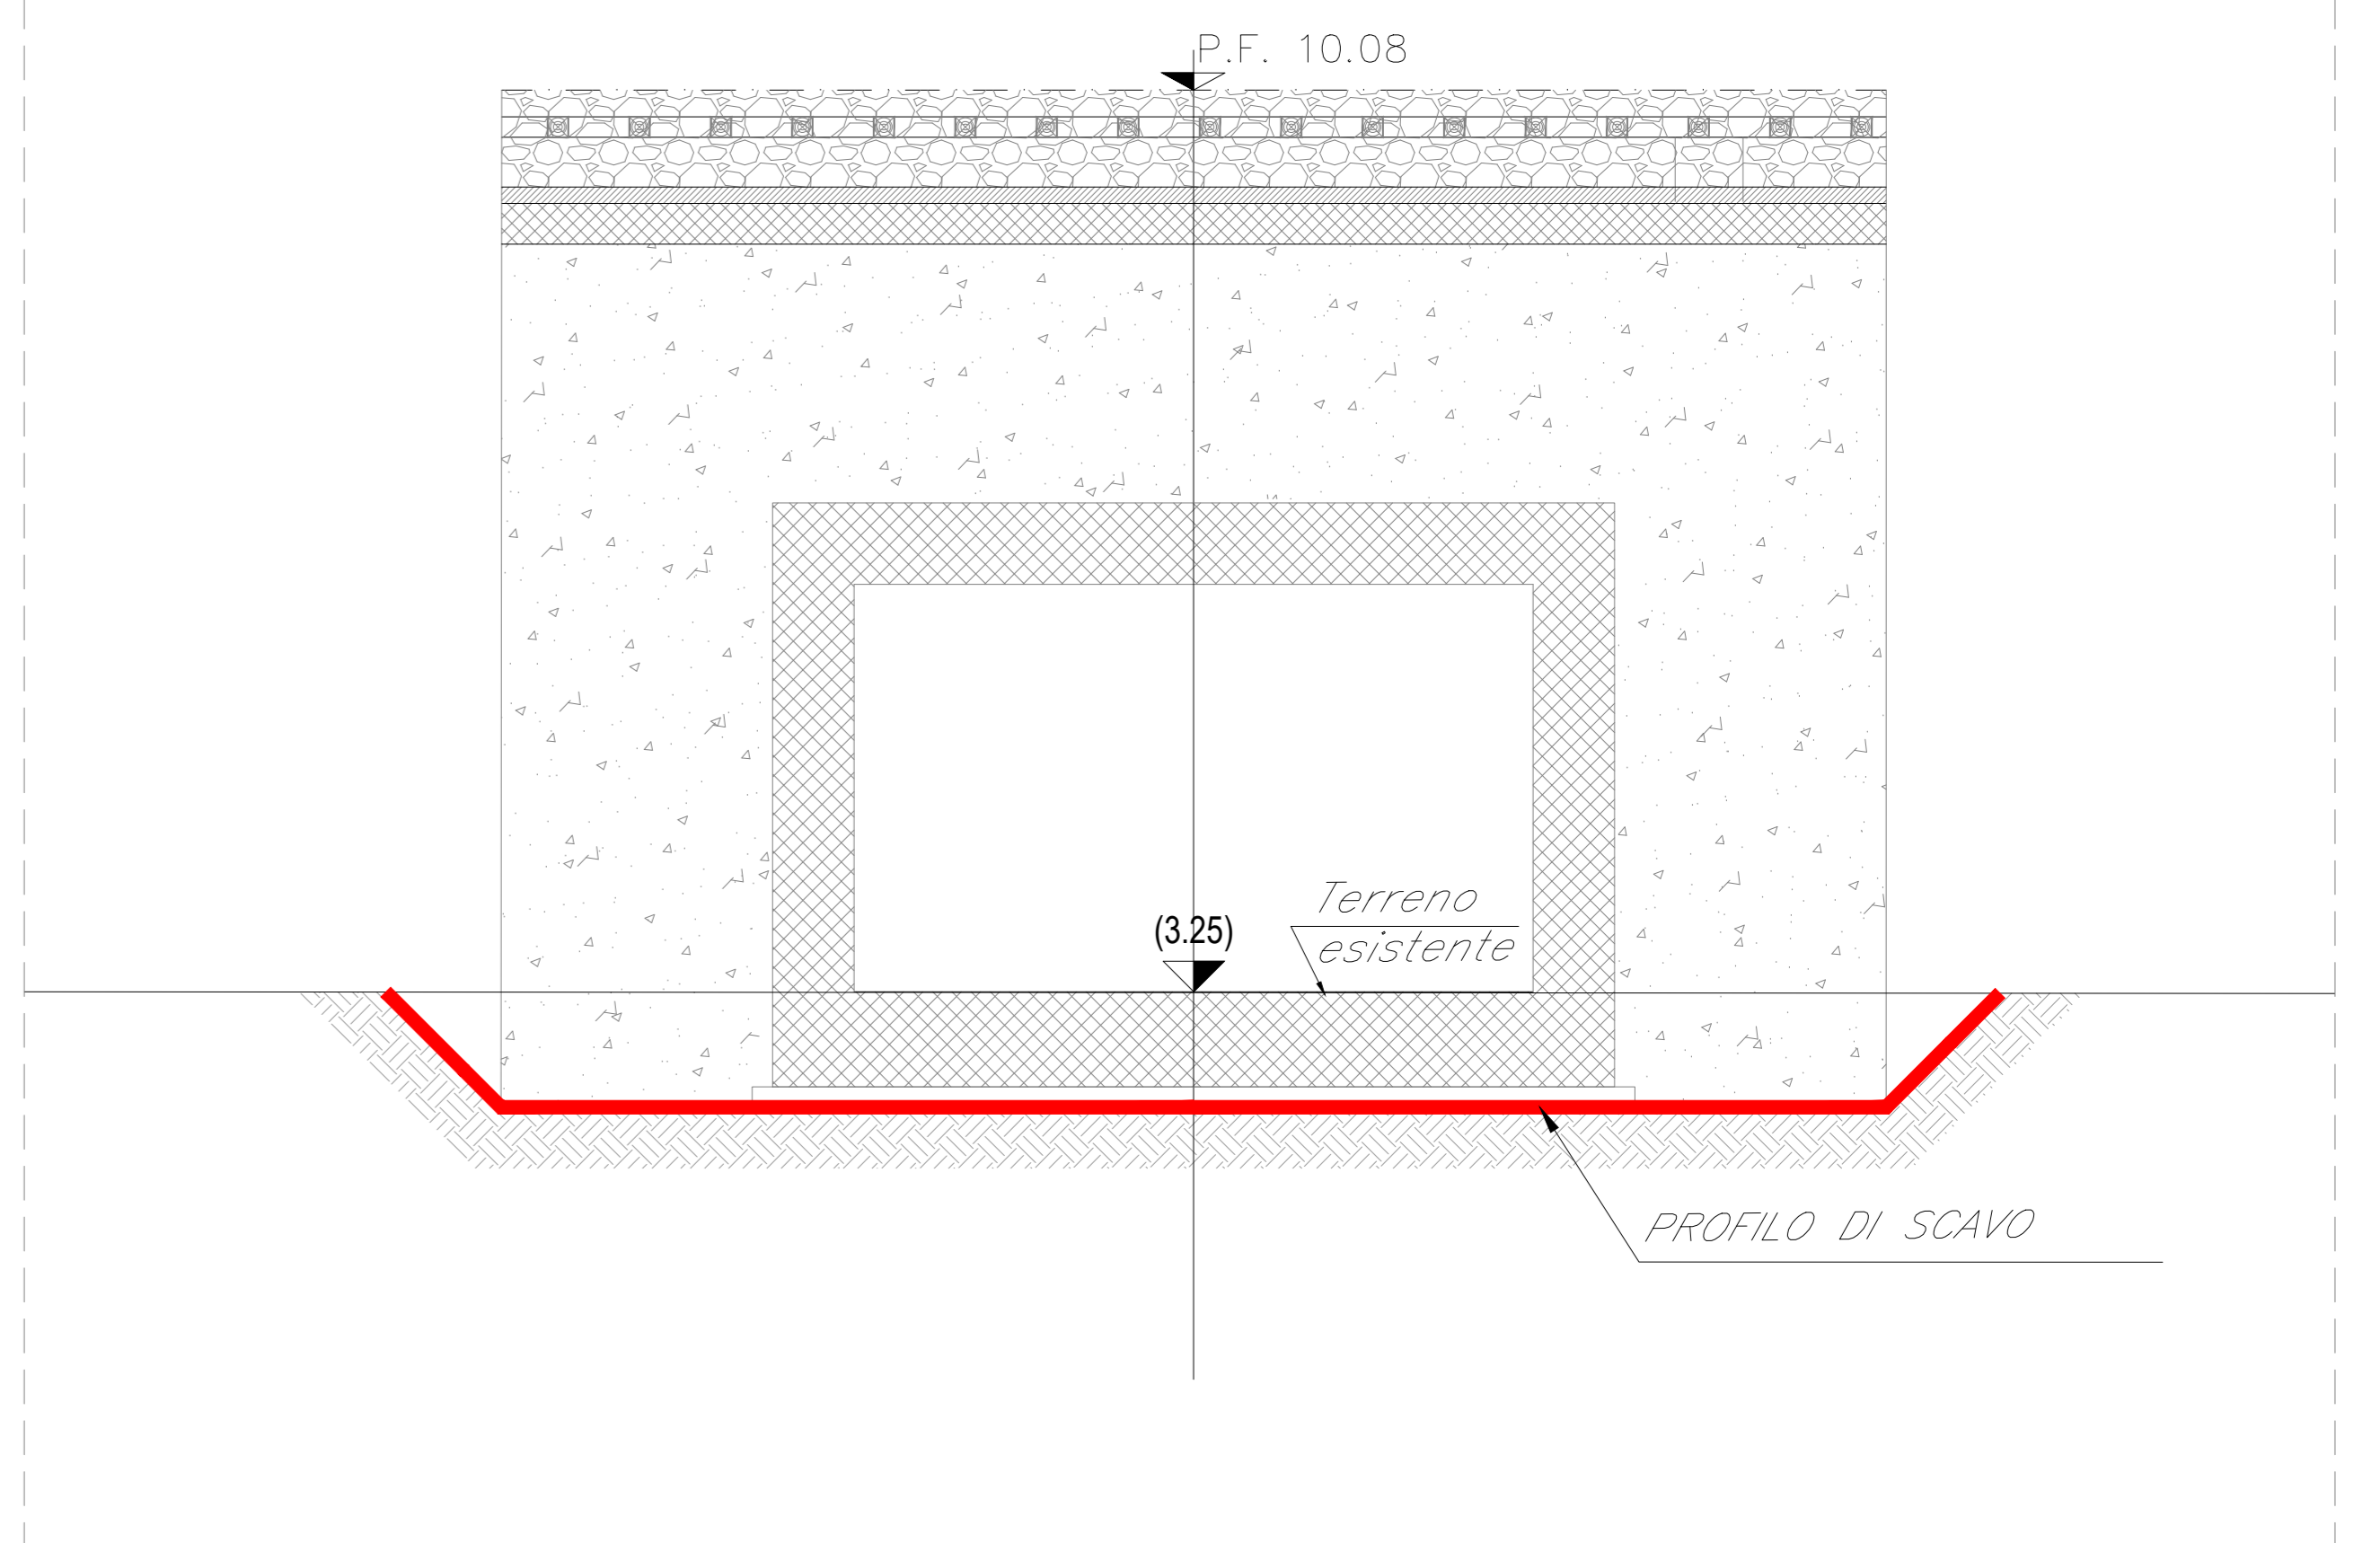 P.F. 10.08
(3.25)
Terreno
esistente
PROFILO DI SCAVO